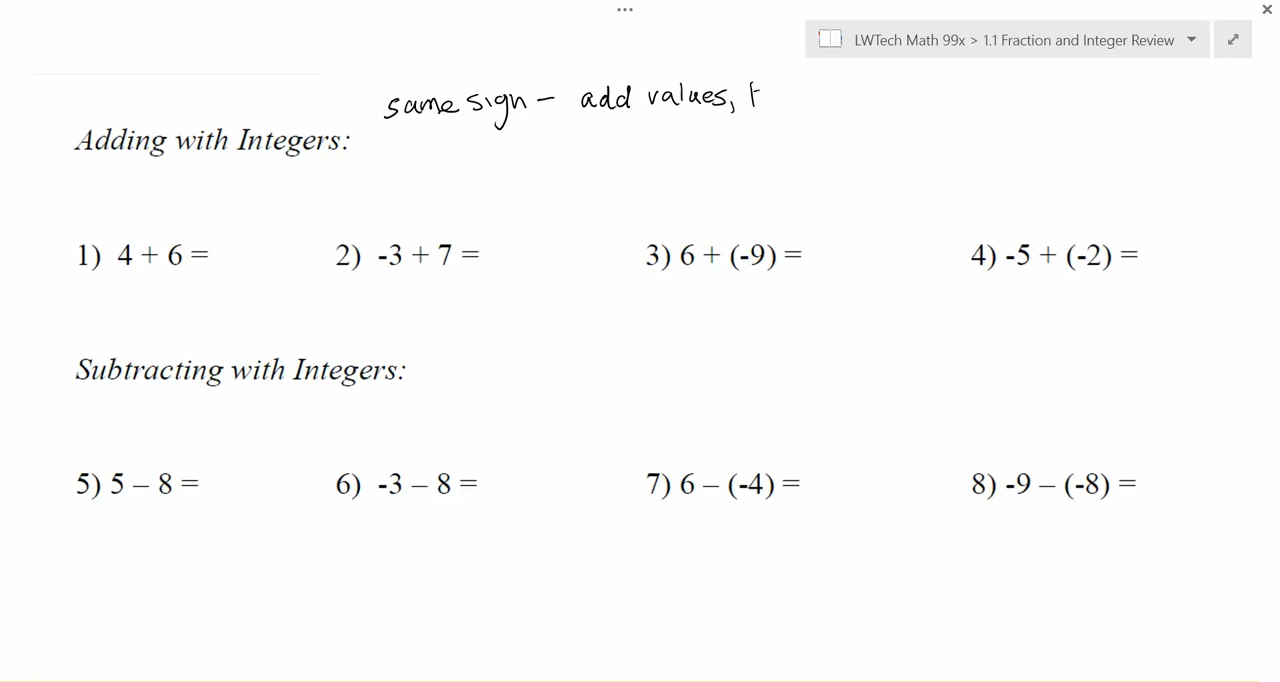 LWTech Math 99x > 1.1 Fraction and Integer Review
same sign – add values,
Adding with Integers:
1) 4 + 6 = 2) -3 + 7 = 3) 6 + (-9) = 4) -5 + (-2) =
Subtracting with Integers:
5) 5 – 8 = 6) -3 – 8 = 7) 6 – (-4) = 8) -9 – (-8) =